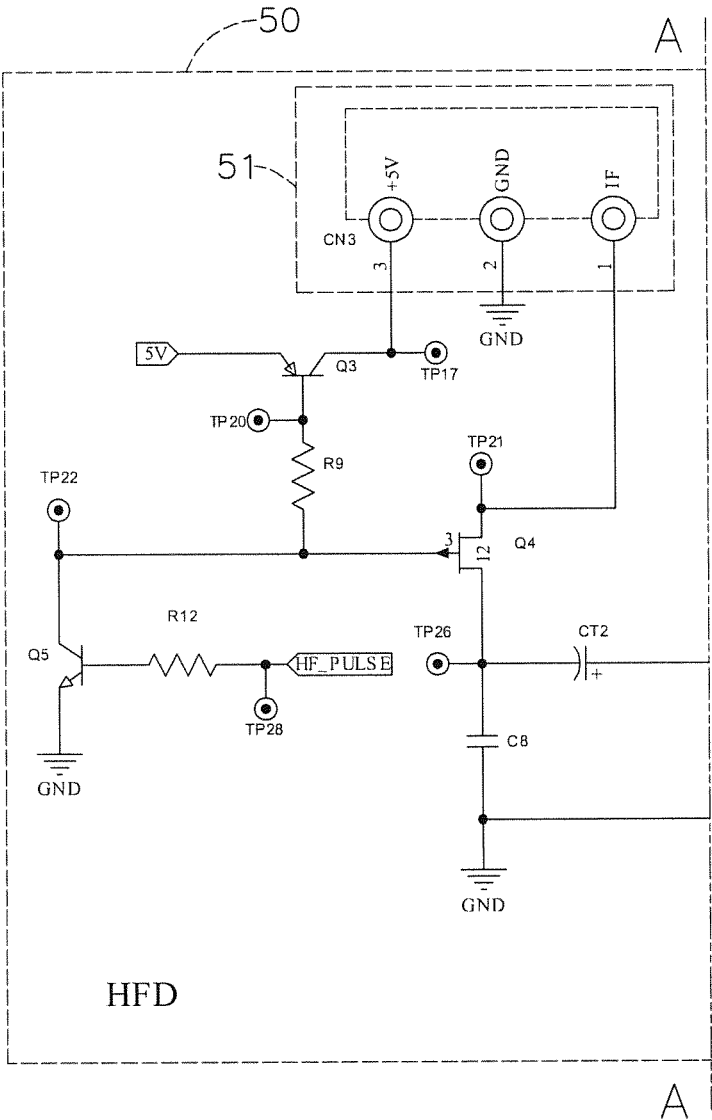 50
A
51
+5V
GND
IF
CN3
3
2
1
GND
5V
Q3
TP17
TP20
R9
TP21
TP22
3
12
Q4
R12
Q5
HF_PULSE
TP26
CT2
+
TP28
C8
GND
GND
HFD
A